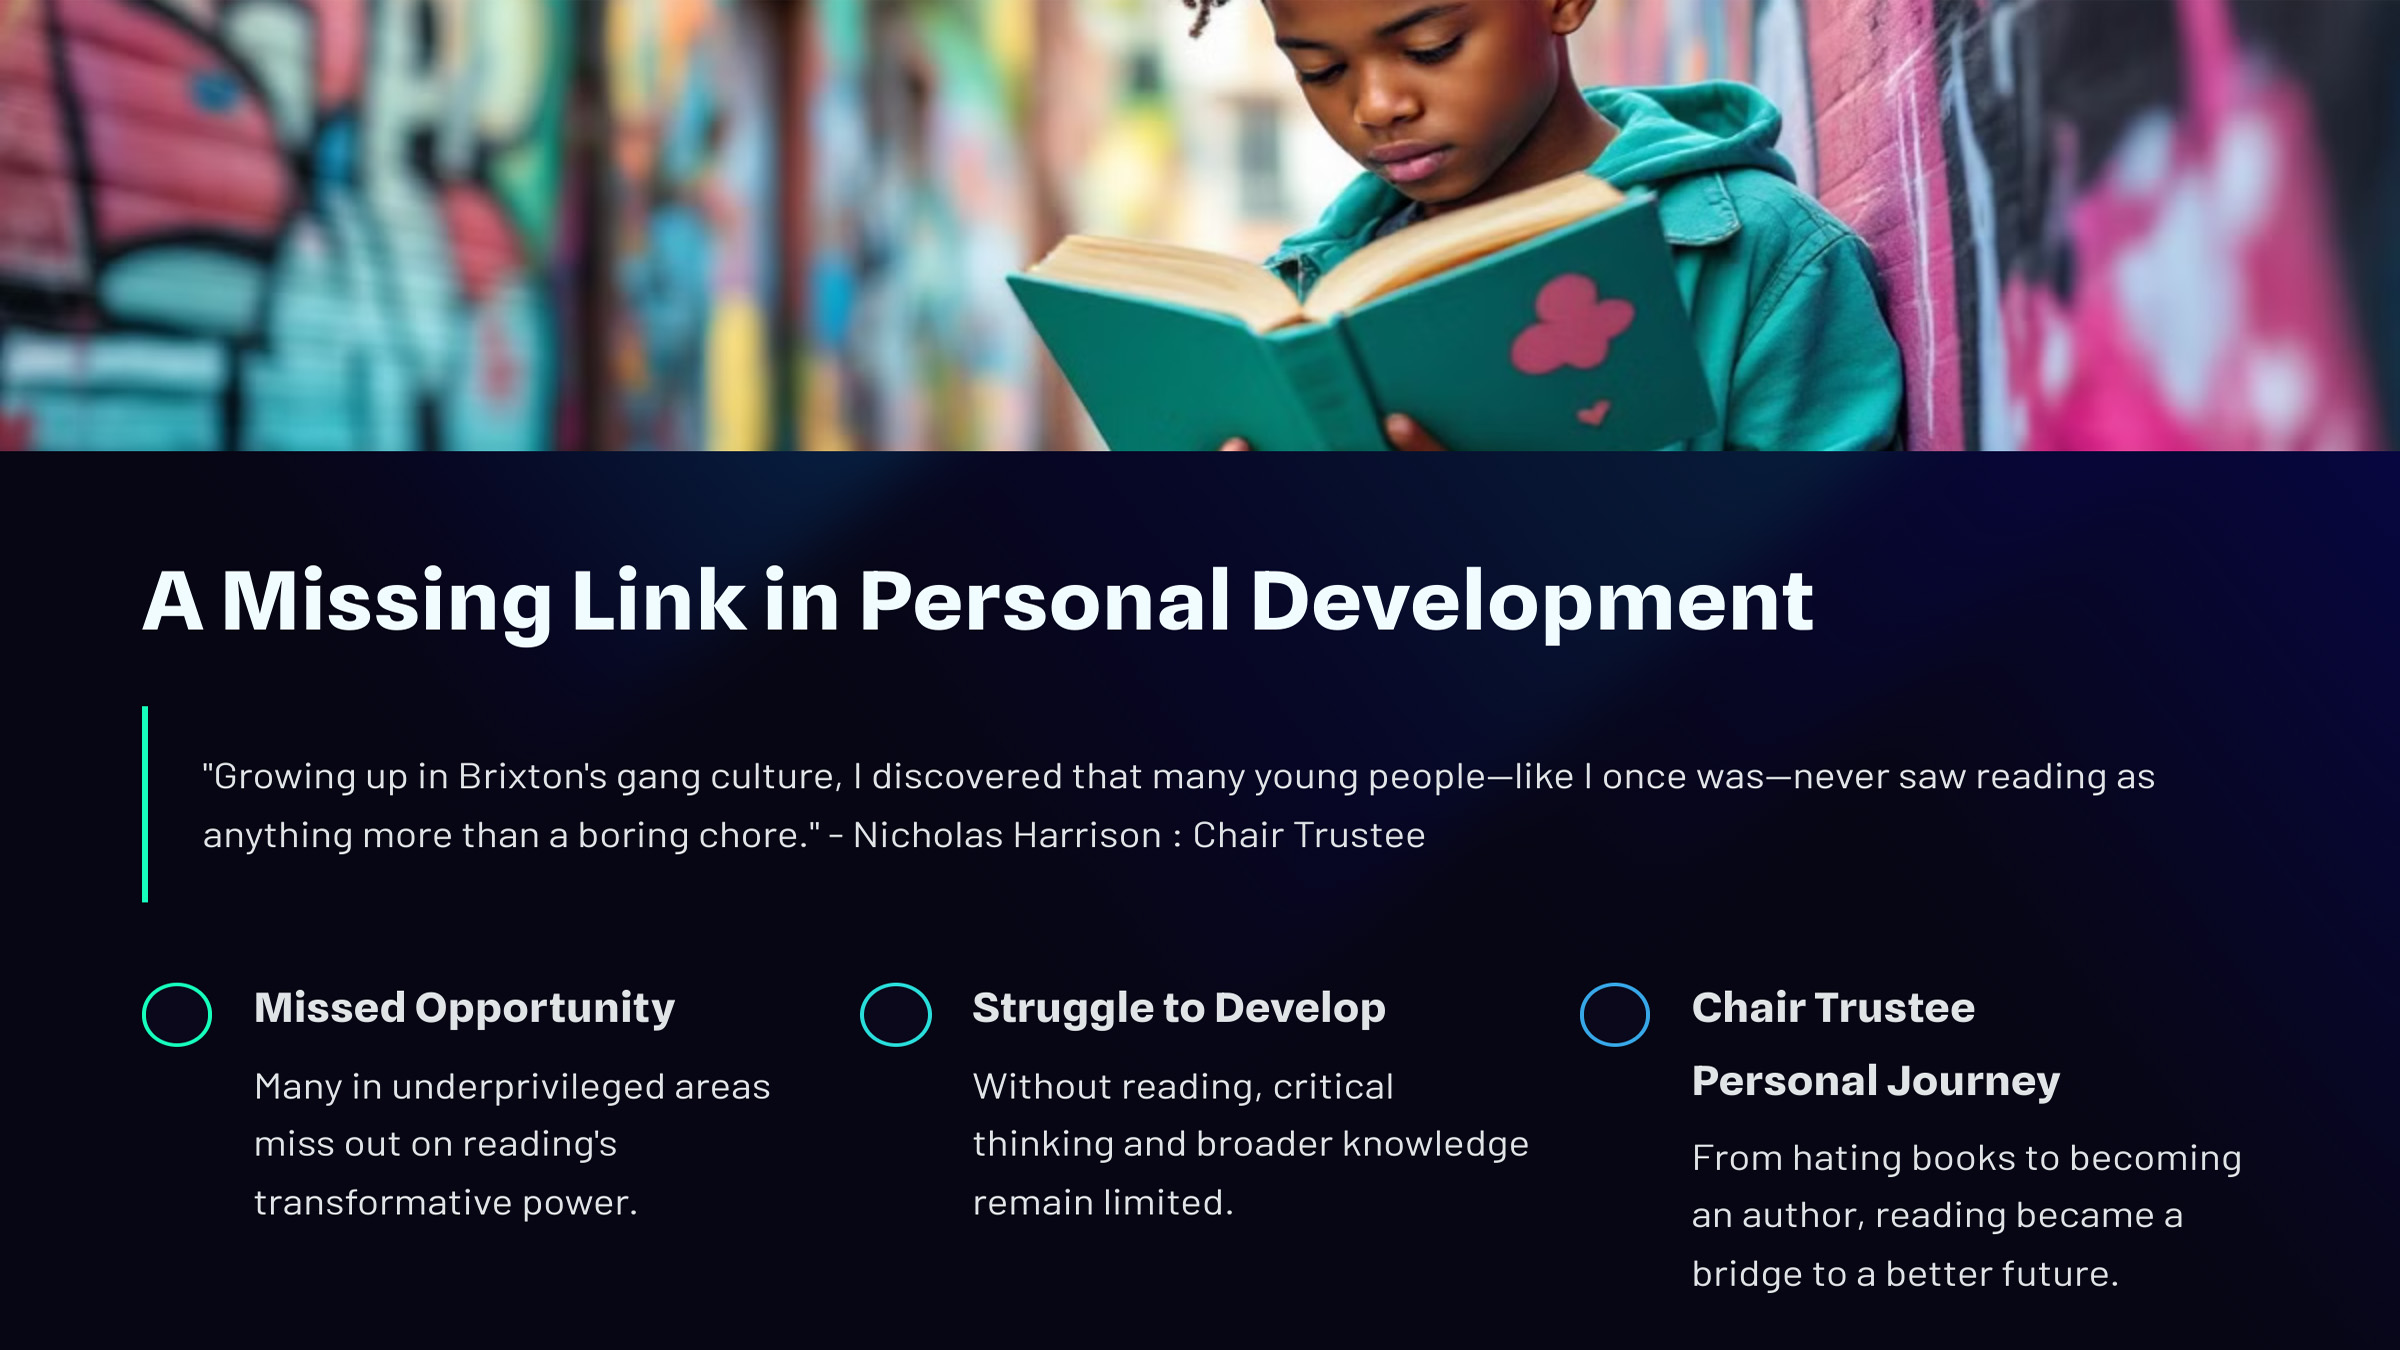 A Missing Link in Personal Development
"Growing up in Brixton's gang culture, I discovered that many young people—like I once was—never saw reading as
anything more than a boring chore." - Nicholas Harrison : Chair Trustee
Missed Opportunity
Many in underprivileged areas
miss out on reading's
transformative power.
Struggle to Develop
Without reading, critical
thinking and broader knowledge
remain limited.
Chair Trustee
Personal Journey
From hating books to becoming
an author, reading became a
bridge to a better future.